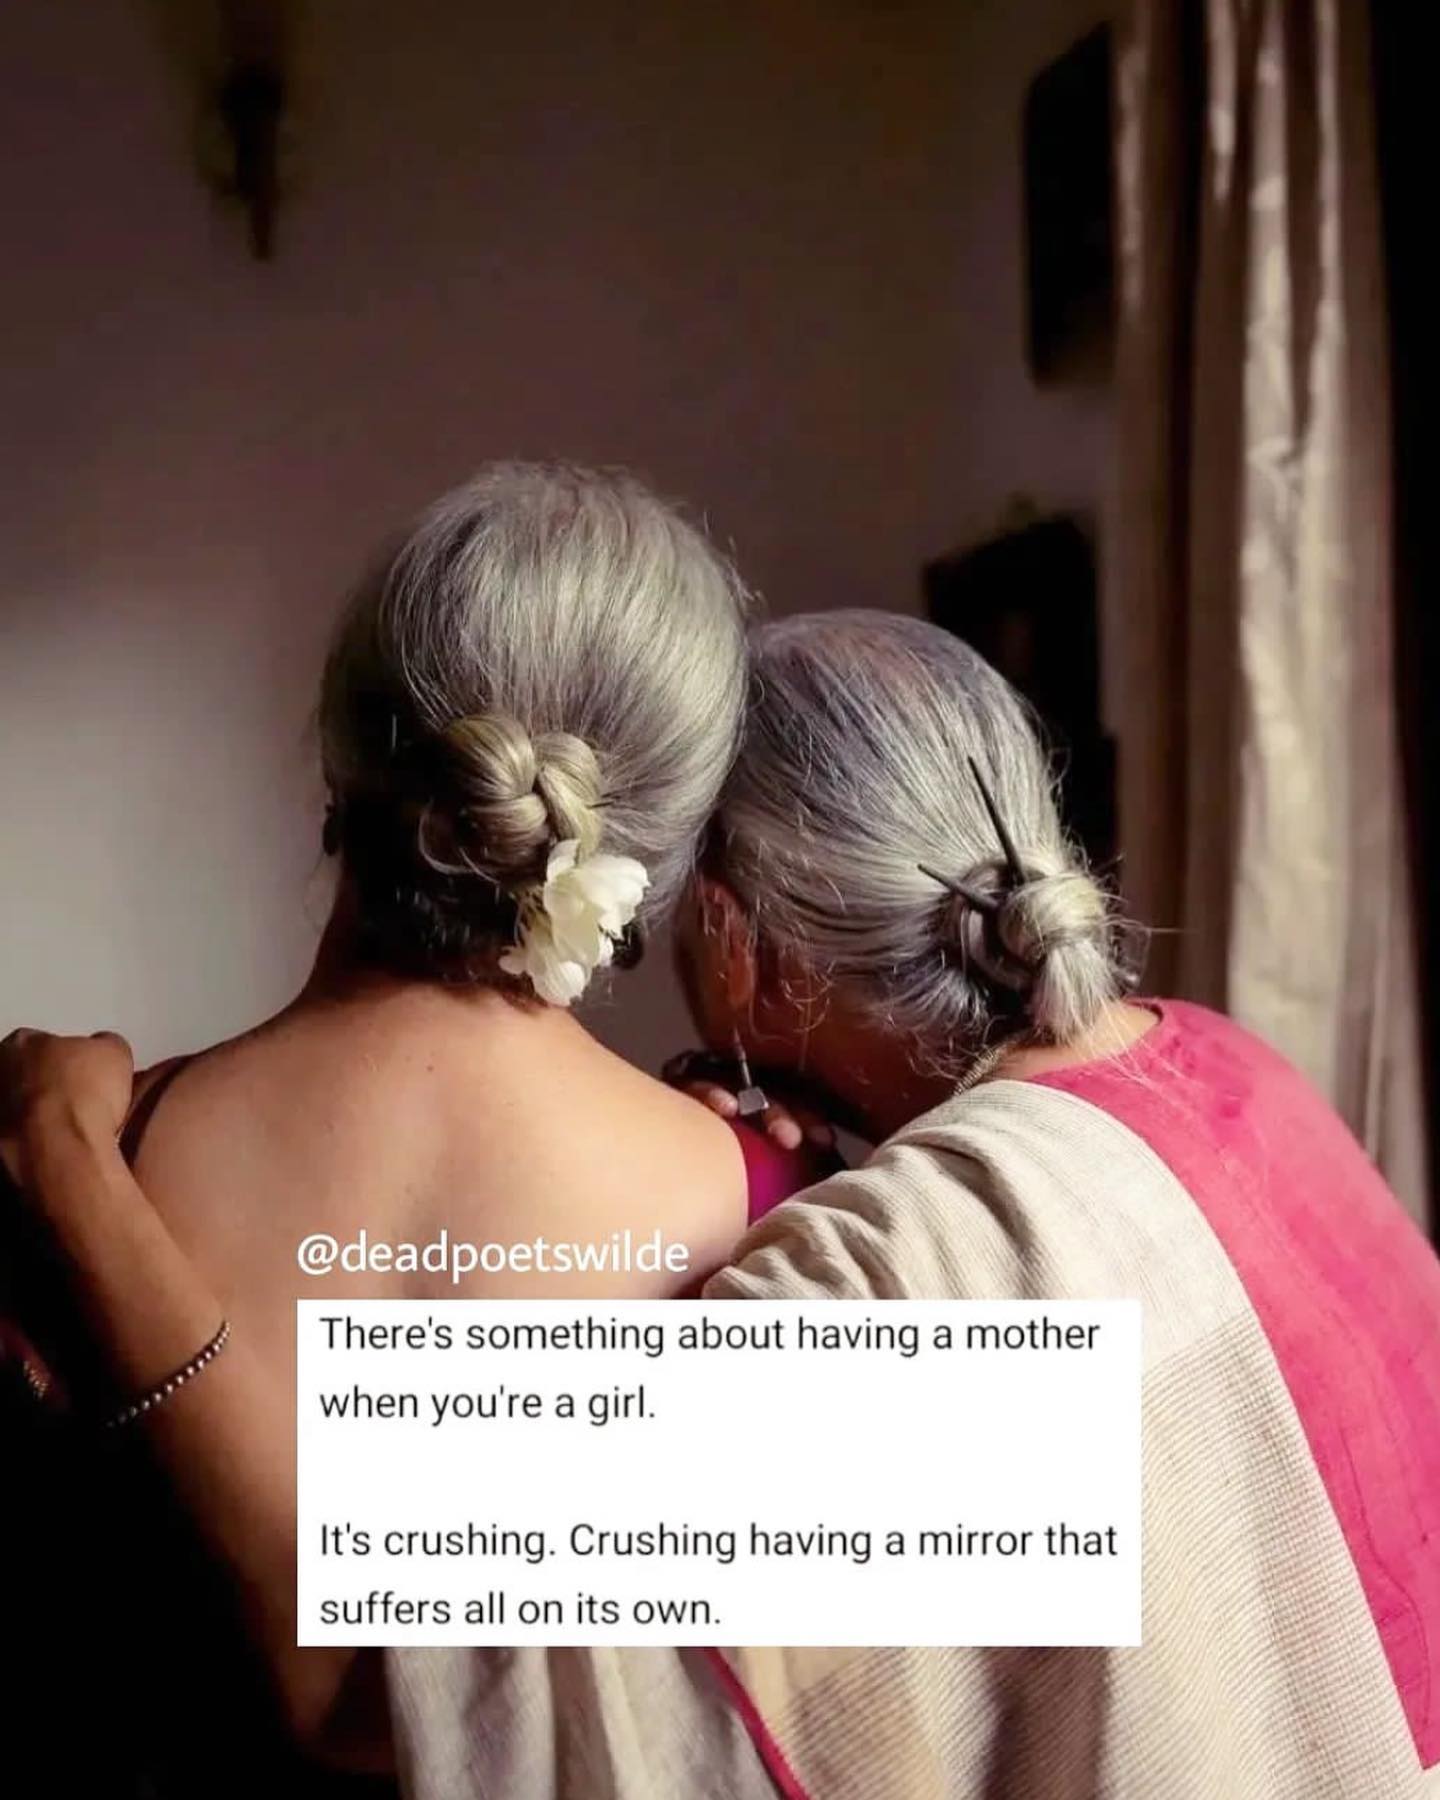 @deadpoetswilde
There's something about having a mother
when you're a girl.
It's crushing. Crushing having a mirror that
suffers all on its own.